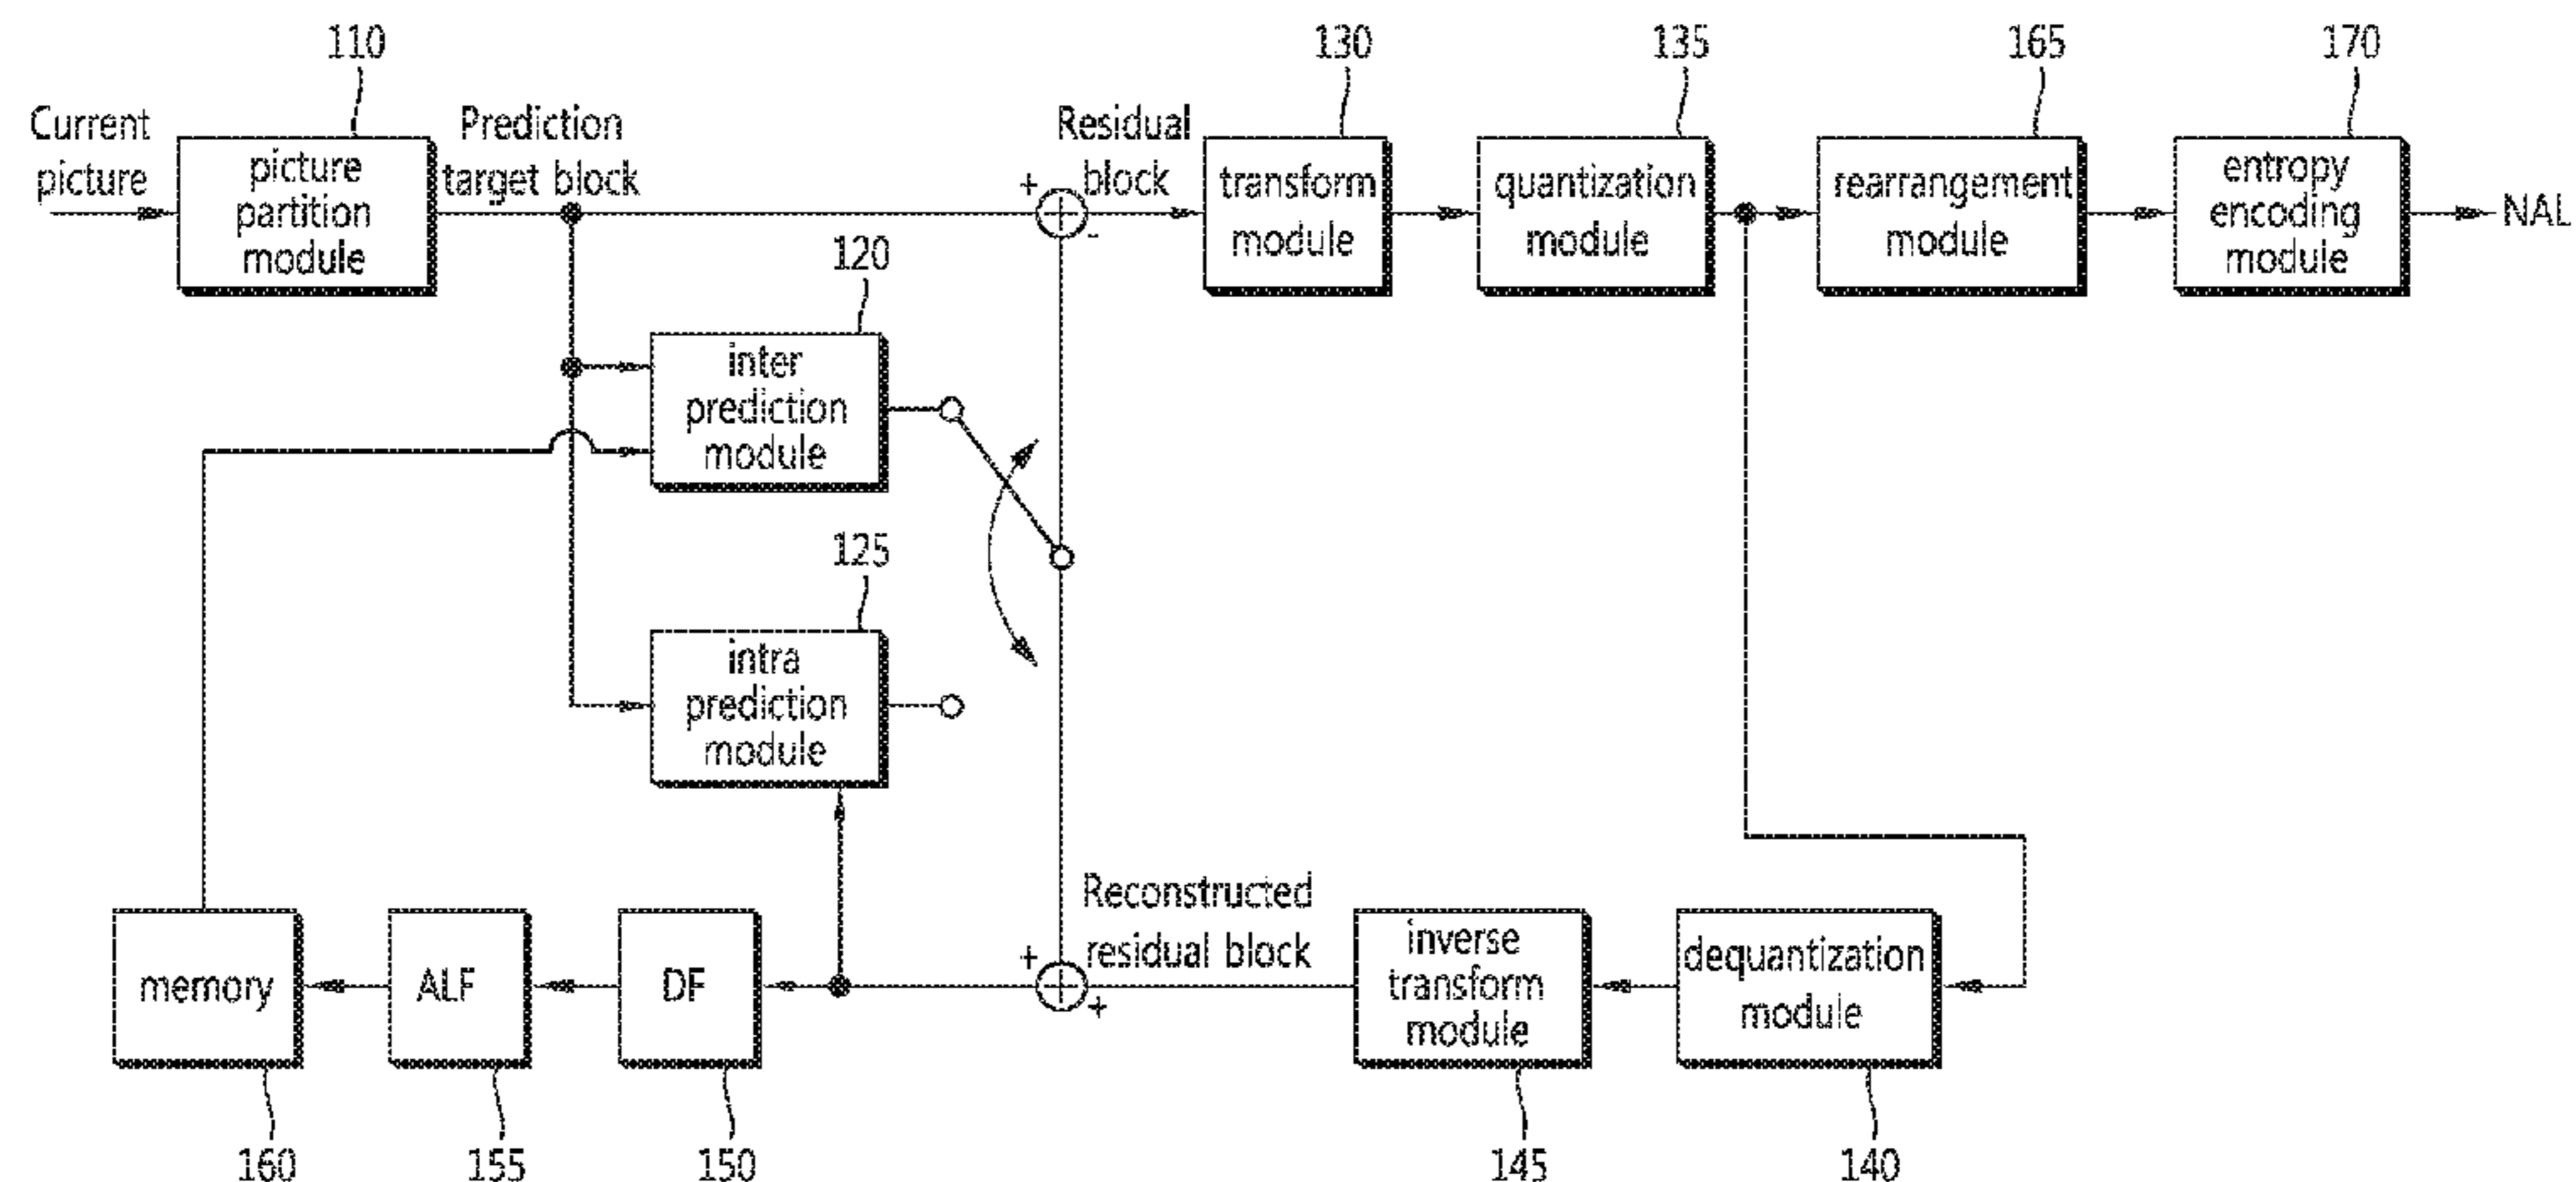 110
130
135
165
170
Current
picture
picture
partition
module
Prediction
target block
Residual
block
+
-
transform
module
quantization
module
rearrangement
module
entropy
encoding
module
NAL
120
inter
prediction
module
125
intra
prediction
module
memory
ALF
DF
+
+
Reconstructed
residual block
inverse
transform
module
dequantization
module
160
155
150
145
140